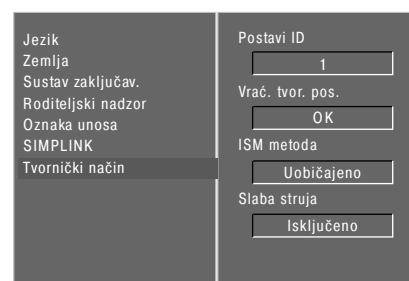 Jezik
Zemlja
Sustav zaključav.
Roditeljski nadzor
Oznaka unosa
SIMPLINK
Tvornički način
Postavi ID
1
Vrać. tvor. pos.
OK
ISM metoda
Uobičajeno
Slaba struja
Isključeno